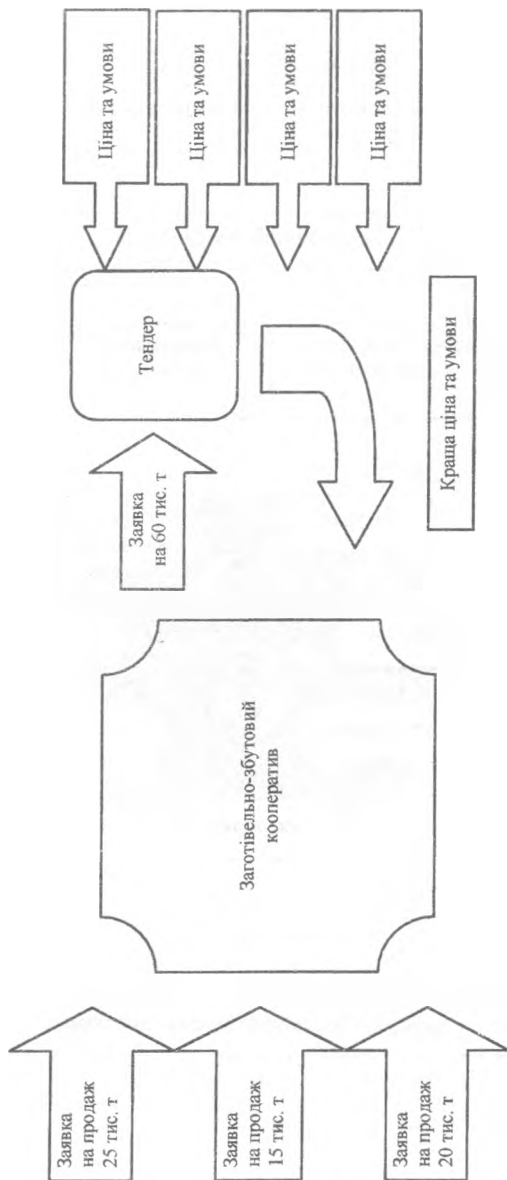 Заявка
на продаж
25 тис. т
Заявка
на продаж
15 тис. т
Заявка
на продаж
20 тис. т
Заготівельно-збутовий
кооператив
Заявка
на 60 тис. т
Тендер
Краща ціна та умови
Ціна та умови
Ціна та умови
Ціна та умови
Ціна та умови